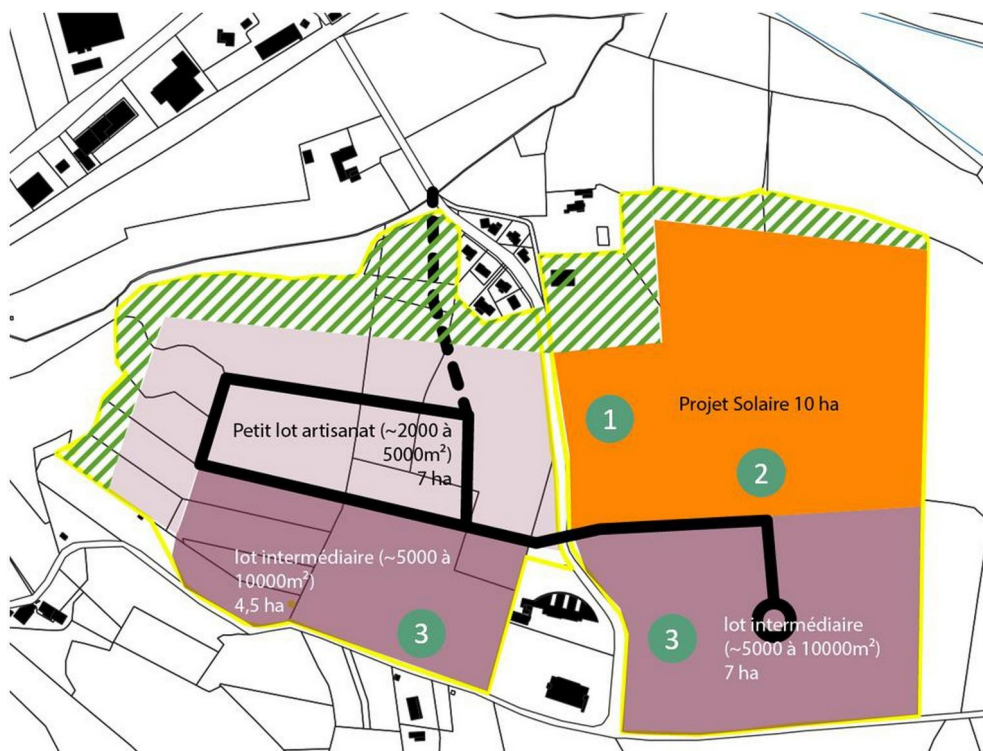 1
Projet Solaire 10 ha
Petit lot artisanat (~2000 à
5000m²)
7 ha
2
lot intermédiaire (~5000 à
10000m²)
4,5 ha
3
3
lot intermédiaire
(~5000 à 10000m²)
7 ha